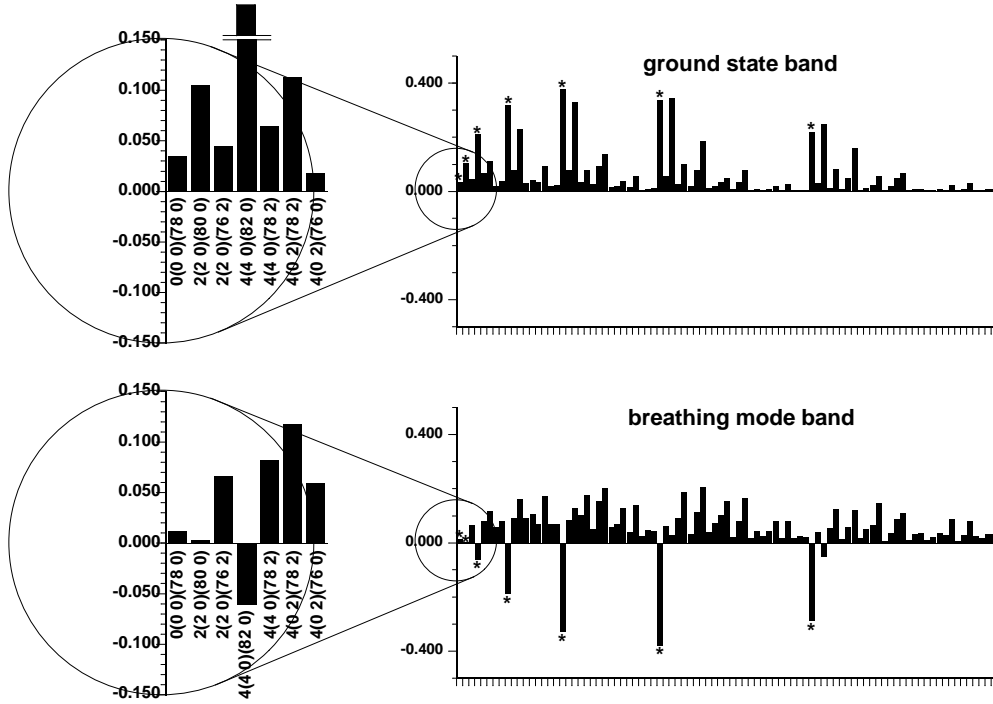 ground state band
0.150
0.100
0.050
0.000
-0.050
-0.100
-0.150
0(0 0)(78 0)
2(2 0)(80 0)
2(2 0)(76 2)
4(4 0)(82 0)
4(4 0)(78 2)
4(0 2)(78 2)
4(0 2)(76 0)
0.400
0.000
-0.400
* * * * * * *
breathing mode band
0.150
0.100
0.050
0.000
-0.050
-0.100
-0.150
0(0 0)(78 0)
2(2 0)(80 0)
2(2 0)(76 2)
4(4 0)(82 0)
4(4 0)(78 2)
4(0 2)(78 2)
4(0 2)(76 0)
0.400
0.000
-0.400
* * * * * * *